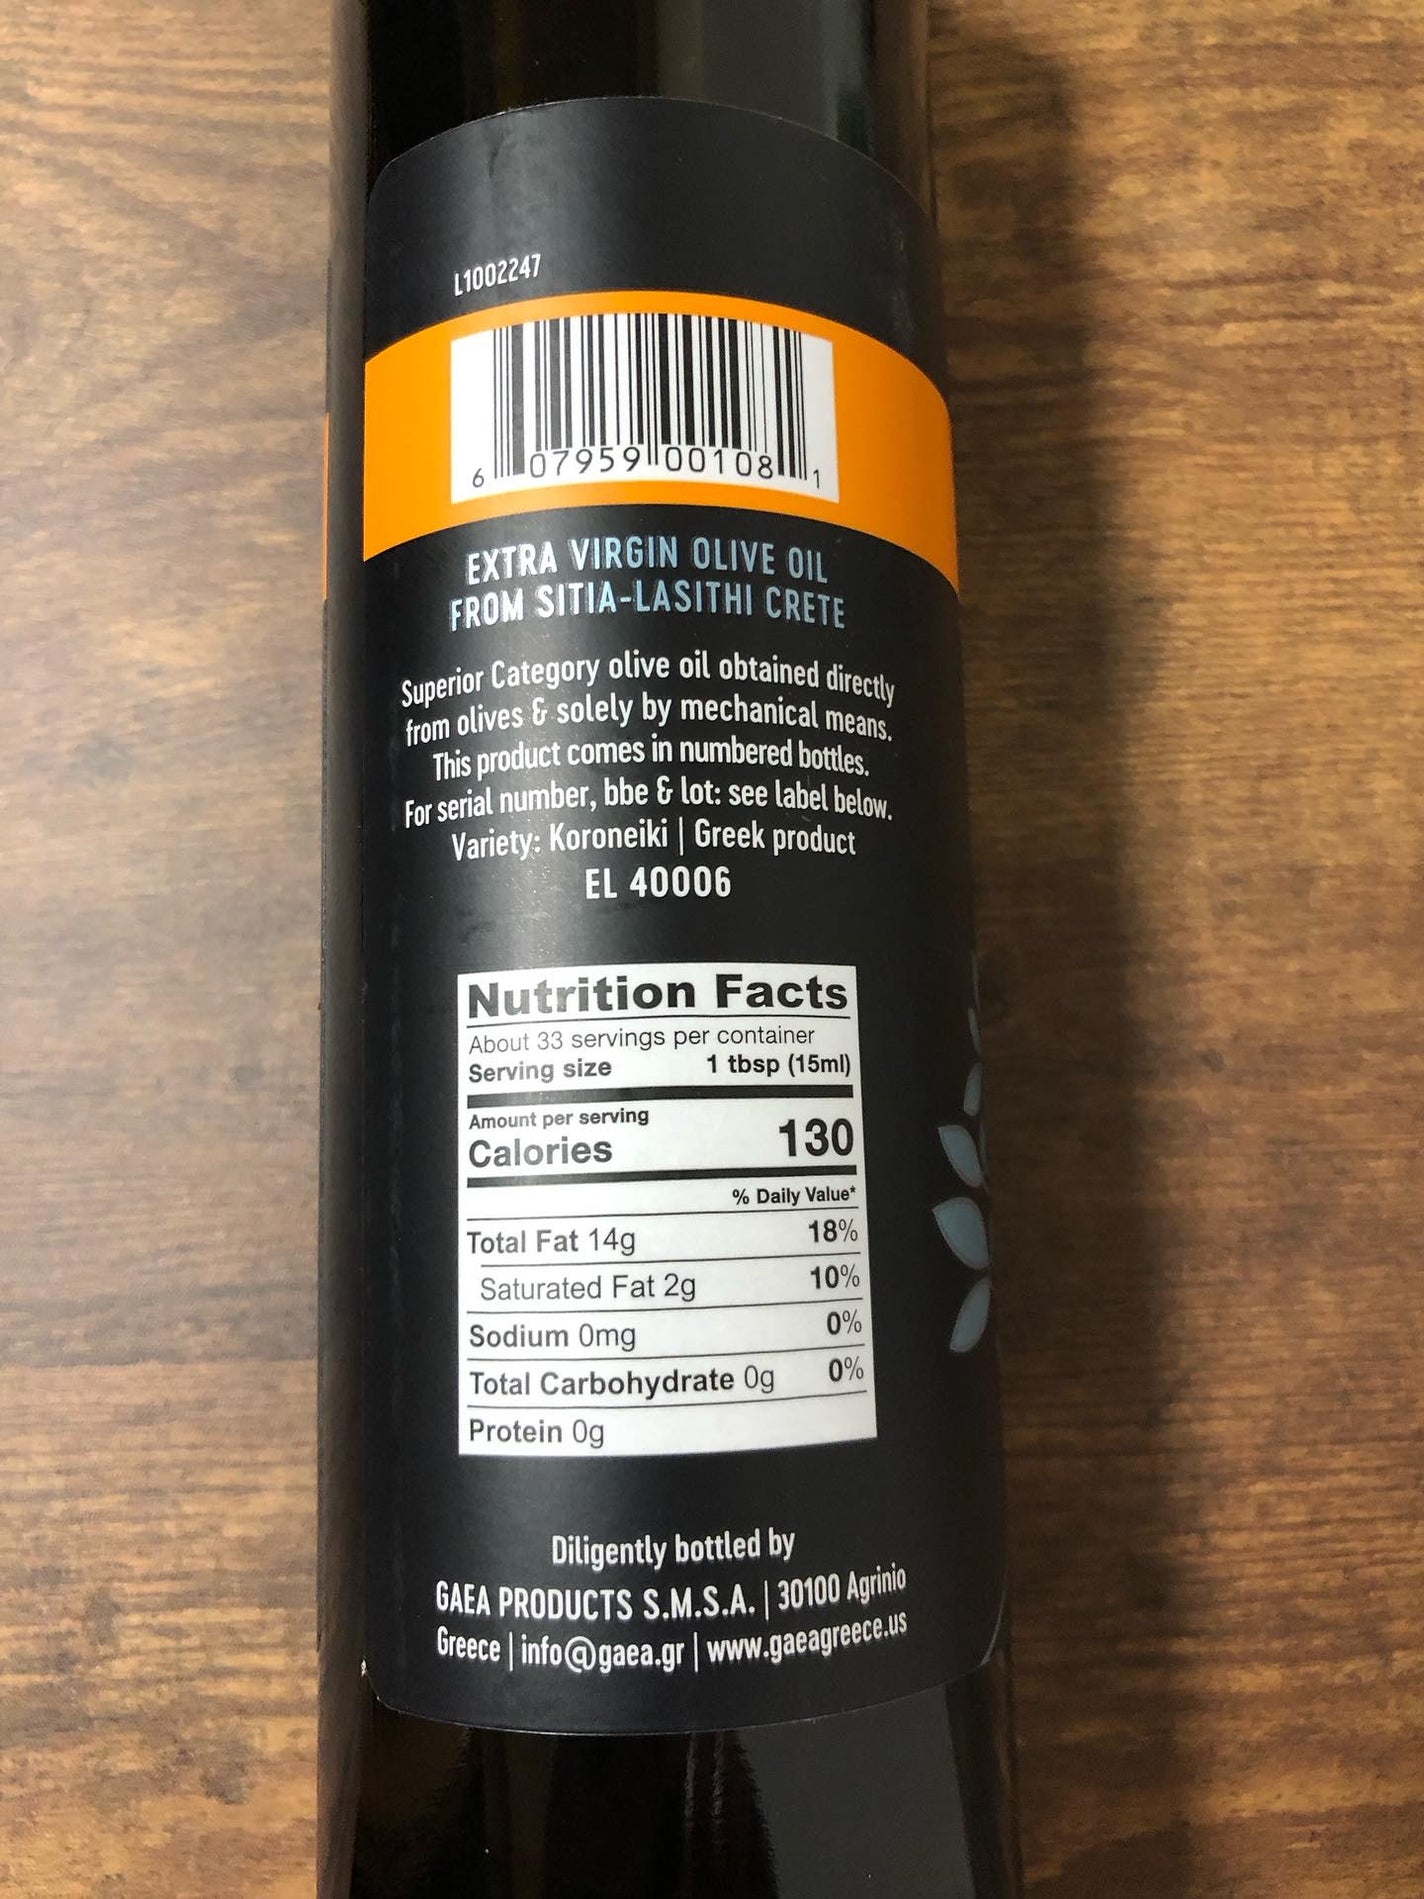 L1002247
6 07959 00108 1
EXTRA VIRGIN OLIVE OIL
FROM SITIA-LASITHI CRETE
Superior Category olive oil obtained directly
from olives & solely by mechanical means.
This product comes in numbered bottles.
For serial number, bbe & lot: see label below.
Variety: Koroneiki | Greek product
EL 40006
Nutrition Facts
About 33 servings per container
Serving size 1 tbsp (15ml)
Amount per serving
Calories 130
% Daily Value*
Total Fat 14g 18%
Saturated Fat 2g 10%
Sodium 0mg 0%
Total Carbohydrate 0g 0%
Protein 0g
Diligently bottled by
GAEA PRODUCTS S.M.S.A. | 30100 Agrinio
Greece | info@gaea.gr | www.gaeagreece.us